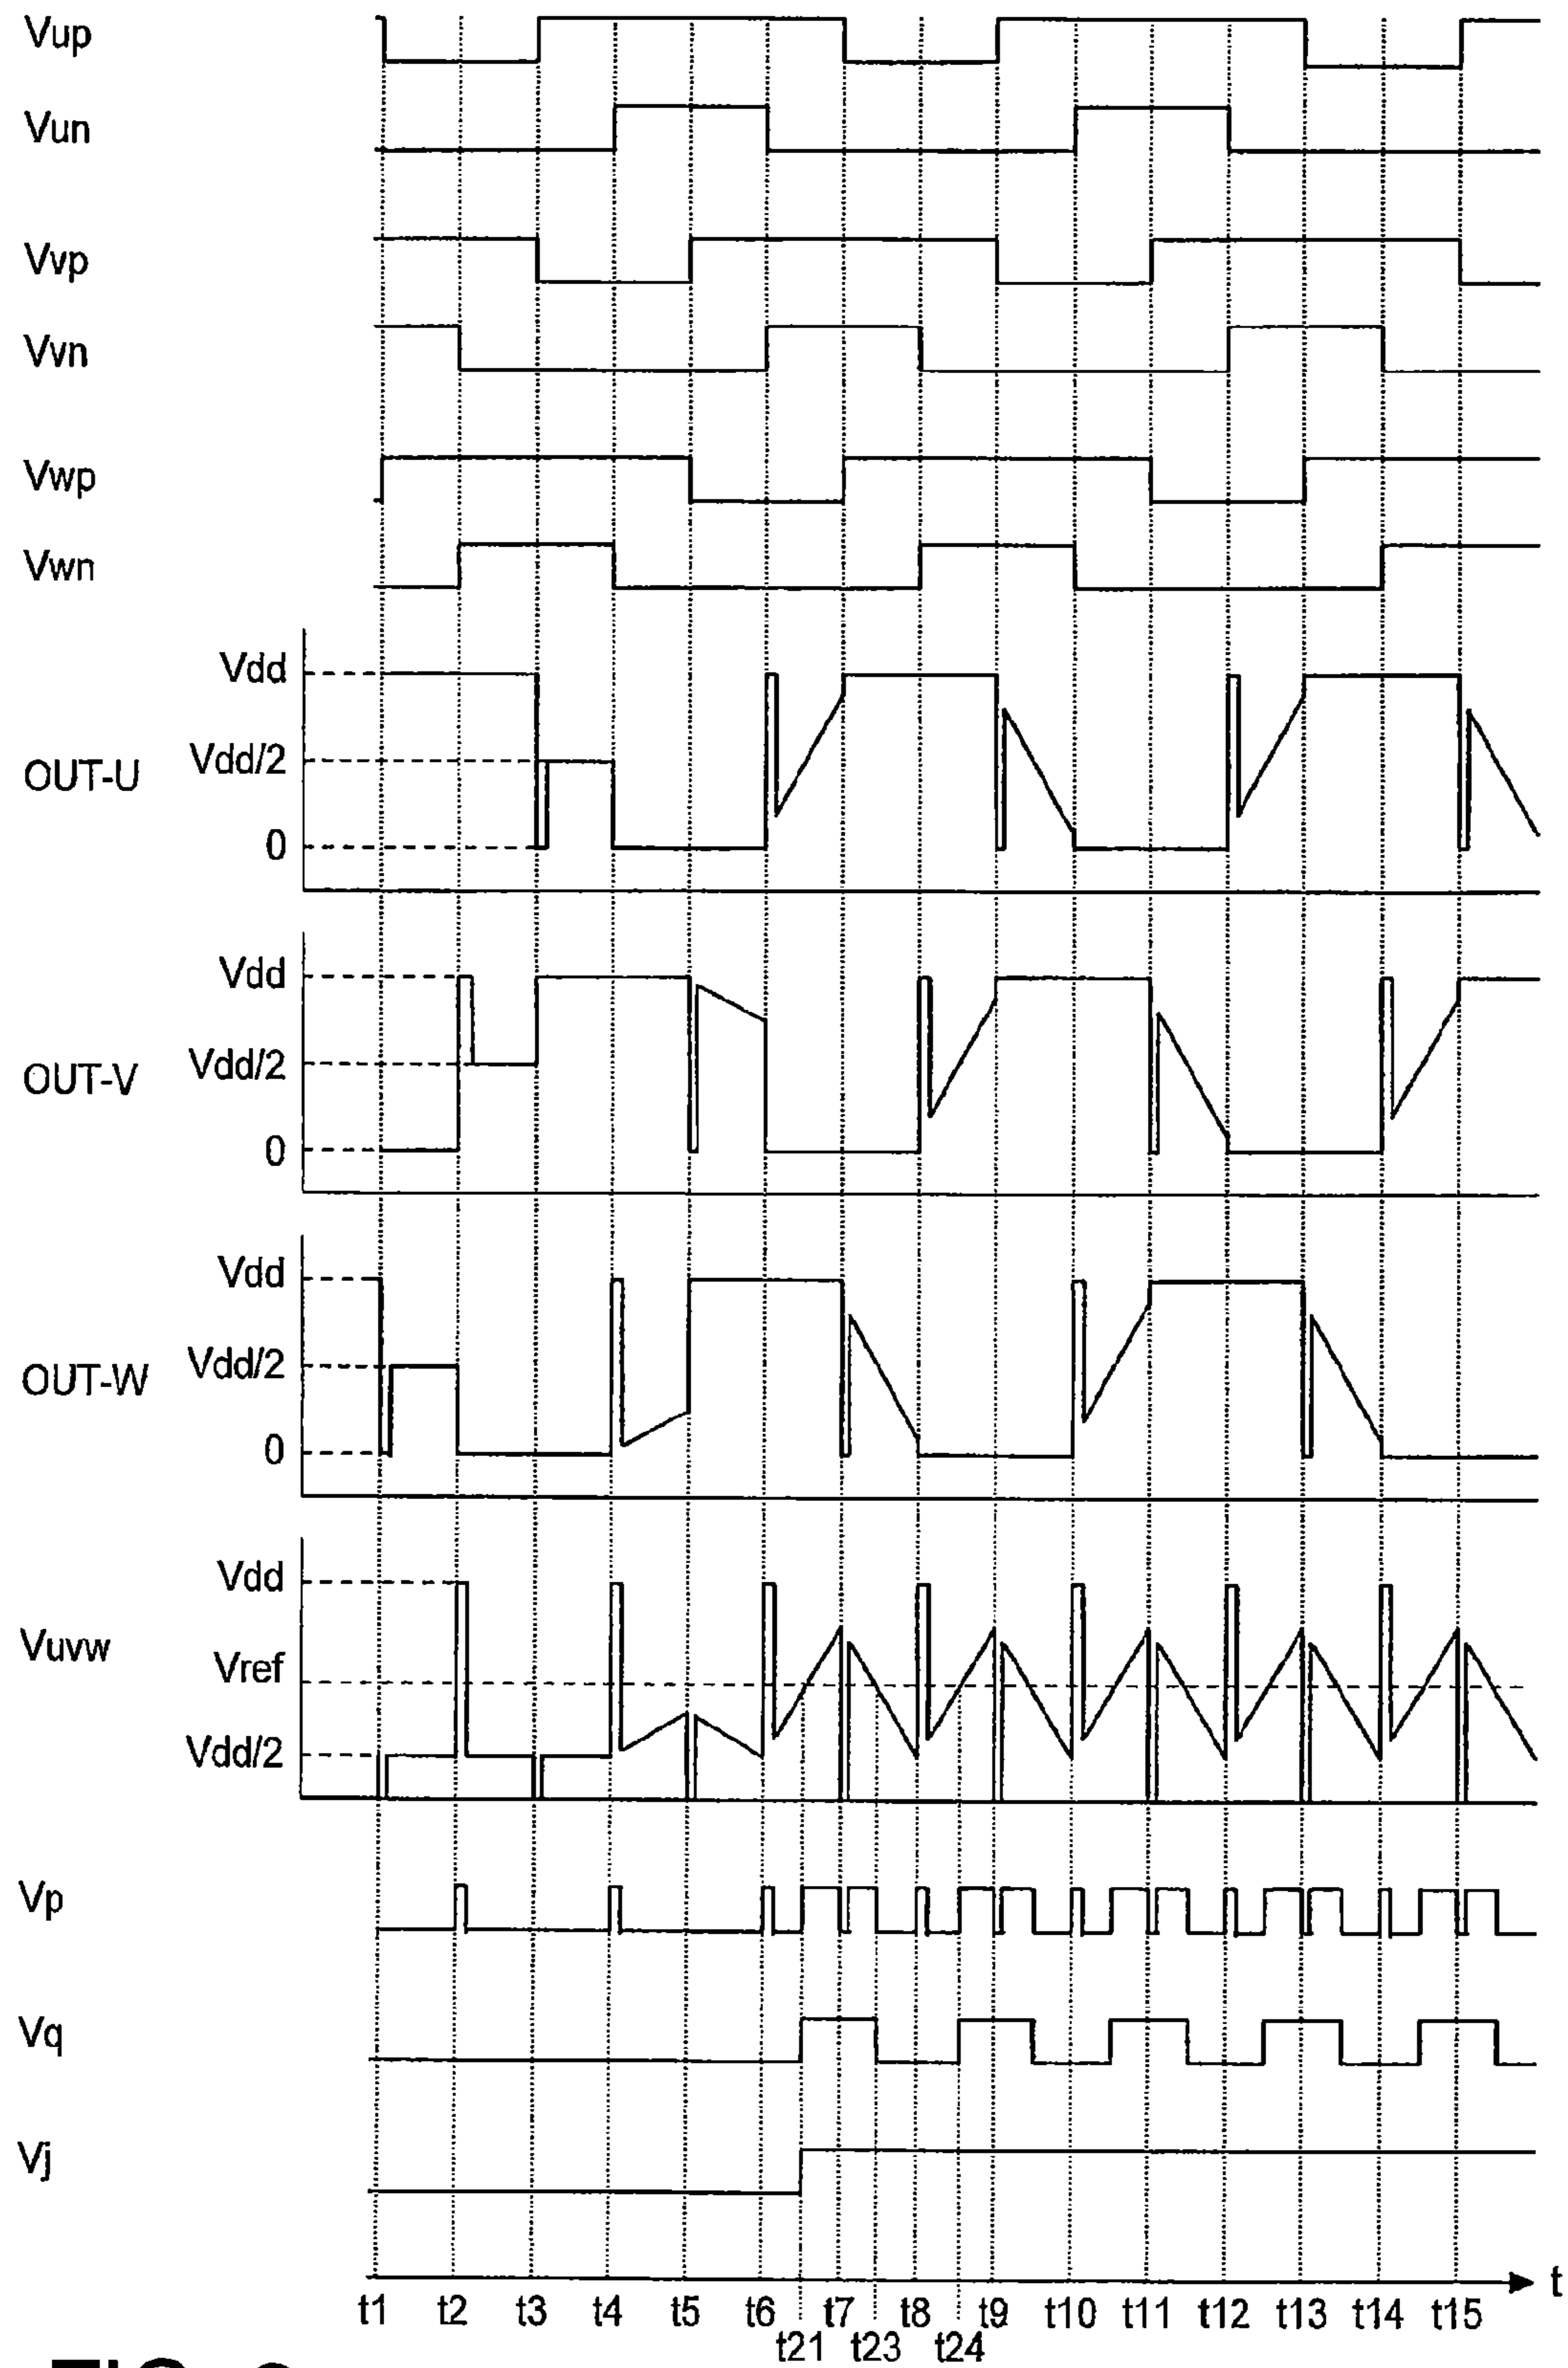 Vup
Vun
Vvp
Vvn
Vwp
Vwn
Vdd
OUT-U Vdd/2
0
Vdd
OUT-V Vdd/2
0
Vdd
OUT-W Vdd/2
0
Vdd
Vuvw
Vref
Vdd/2
Vp
Vq
Vj
t
t1 t2 t3 t4 t5 t6 t7 t8 t9 t10 t11 t12 t13 t14 t15
t21 t23 t24